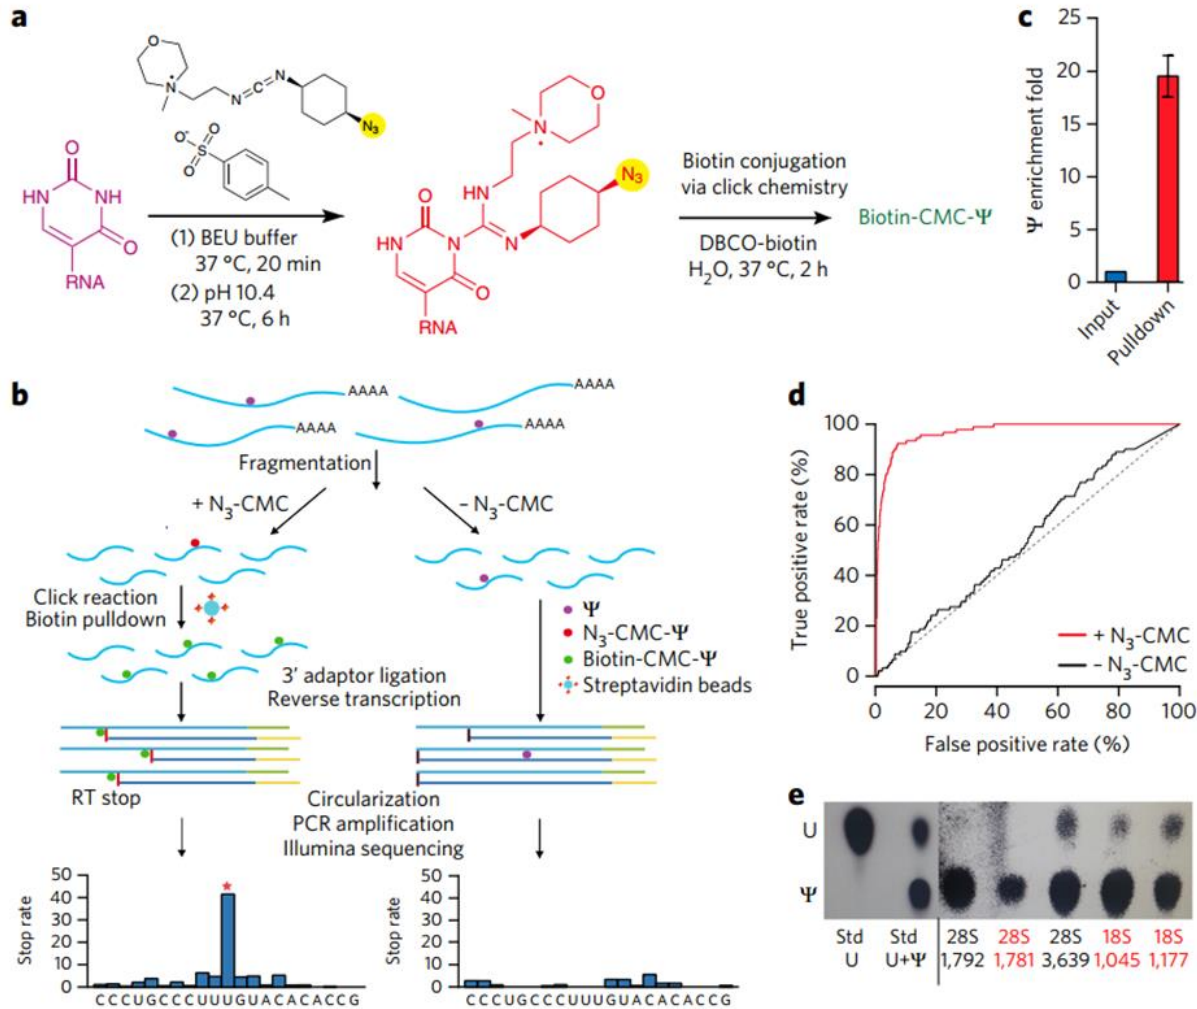 a
O
N
N
C
N
N3
O
O-
S
O
O
HN
NH
O
RNA
(1) BEU buffer
37 °C, 20 min
(2) pH 10.4
37 °C, 6 h
O
N
HN
N3
O
HN
N
N
O
RNA
Biotin conjugation
via click chemistry
DBCO-biotin
H2O, 37 °C, 2 h
Biotin-CMC-Ψ
c
Ψ enrichment fold
25
20
15
10
5
0
Input
Pulldown
b
AAAA
AAAA
AAAA
AAAA
Fragmentation
+ N3-CMC
– N3-CMC
Click reaction
Biotin pulldown
Ψ
N3-CMC-Ψ
Biotin-CMC-Ψ
Streptavidin beads
3′ adaptor ligation
Reverse transcription
RT stop
Circularization
PCR amplification
Illumina sequencing
Stop rate
50
40
30
20
10
0
CCCUGCCCUUUGUACACACCG
Stop rate
50
40
30
20
10
0
CCCUGCCCUUUGUACACACCG
d
True positive rate (%)
100
80
60
40
20
0
+ N3-CMC
– N3-CMC
0 20 40 60 80 100
False positive rate (%)
e
U
Ψ
Std Std 28S 28S 28S 18S 18S
U U+Ψ 1,792 1,781 3,639 1,045 1,177